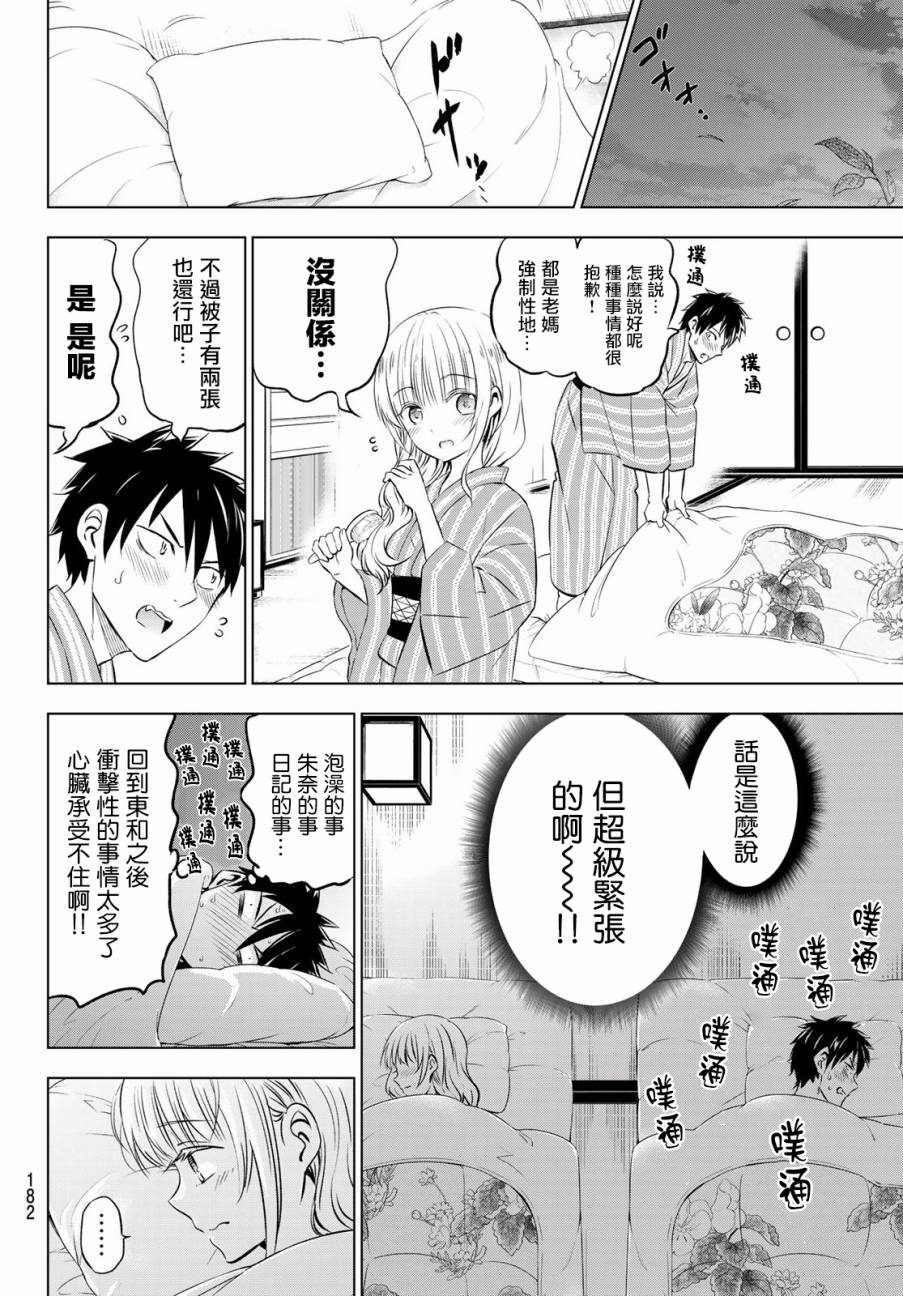 ゴ
メメ…
ドサ
我說…
怎麼說好呢
種種事情都很
抱歉！
都是老媽
強制性地…
撲通
撲通
沒關係…
不過被子有兩張
也還行吧…
是是呢
話是這麼說
但超級緊張
的啊～～～!!
噗通
噗通
噗通
噗通
噗通
噗通
泡澡的事
朱奈的事
日記的事…
撲通
撲通
撲通
撲通
撲通
撲通
回到東和之後
衝擊性的事情太多了
心臟承受不住啊!!
……
182